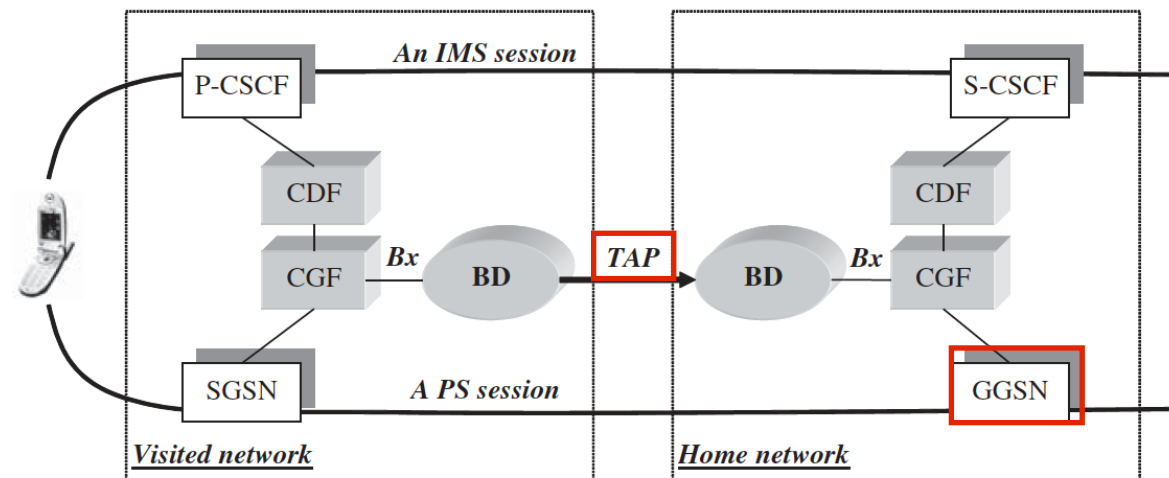 An IMS session
P-CSCF
S-CSCF
CDF
CDF
CGF
Bx
BD
TAP
BD
Bx
CGF
SGSN
A PS session
GGSN
Visited network
Home network